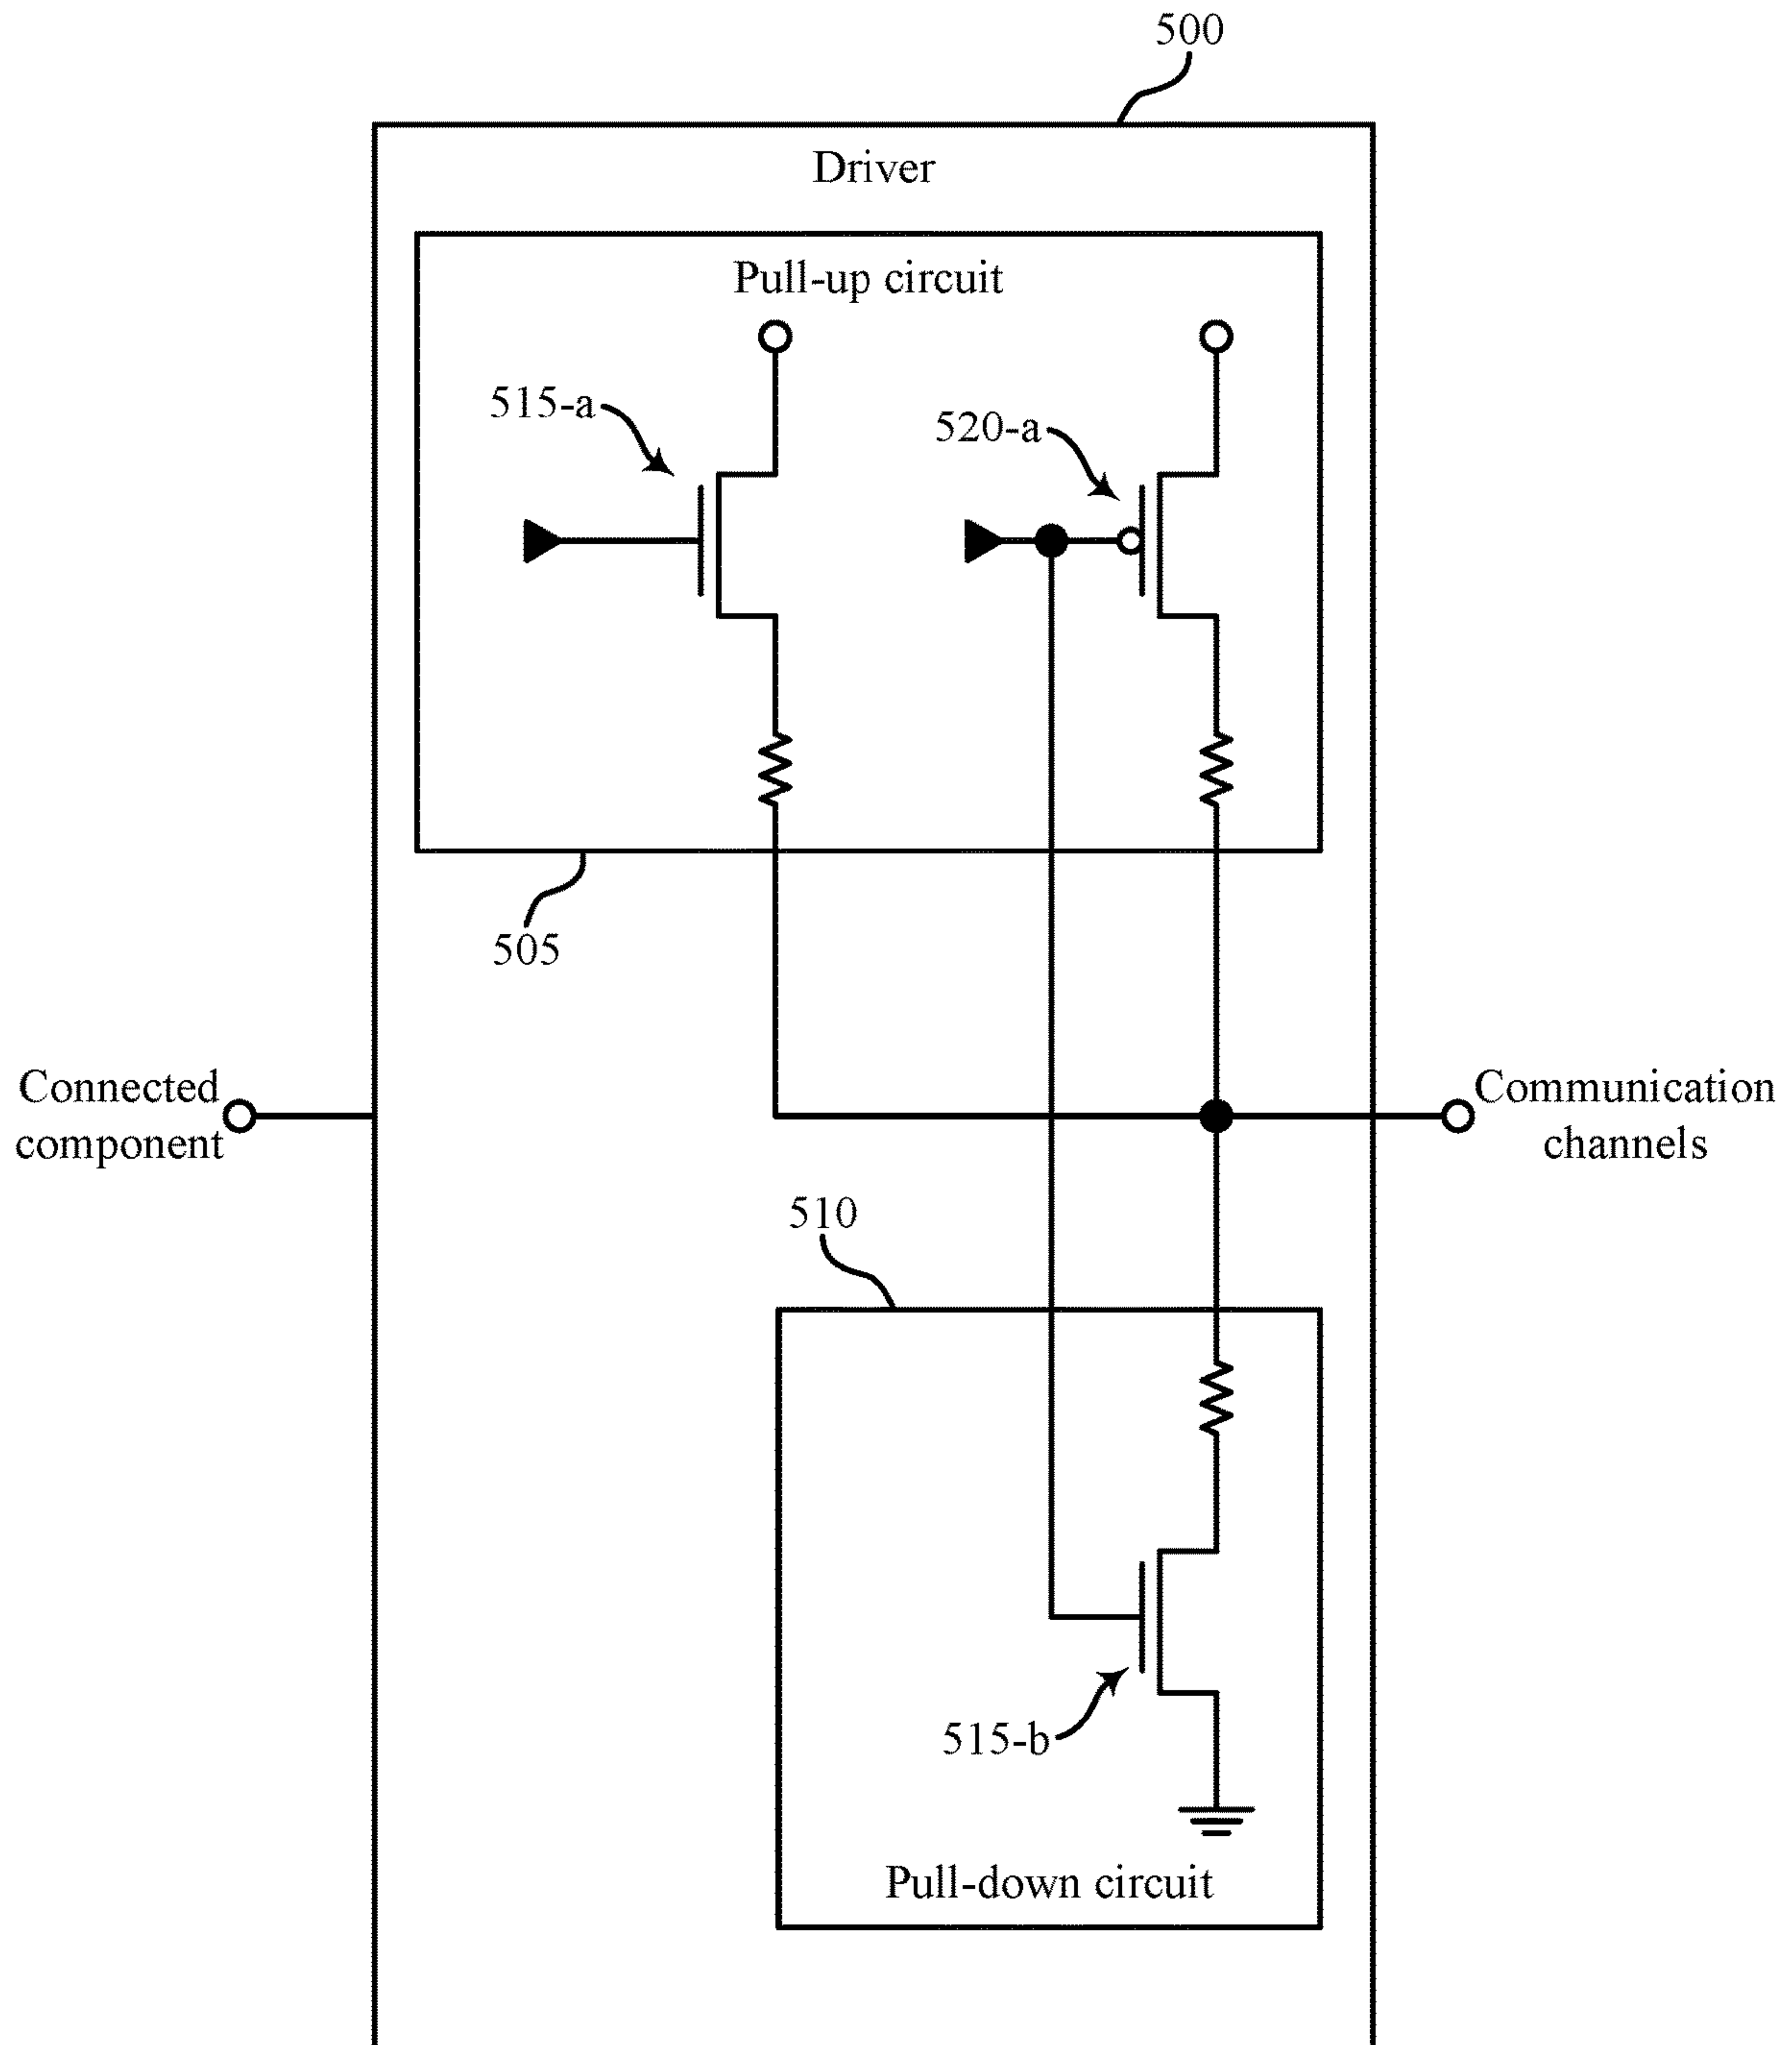 500
Driver
Pull-up circuit
515-a
520-a
505
Connected
component
Communication
channels
510
515-b
Pull-down circuit